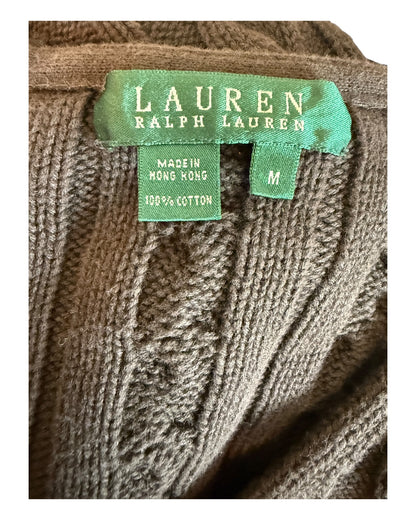 LAUREN
RALPH LAUREN
MADE IN
HONG KONG
100% COTTON
M